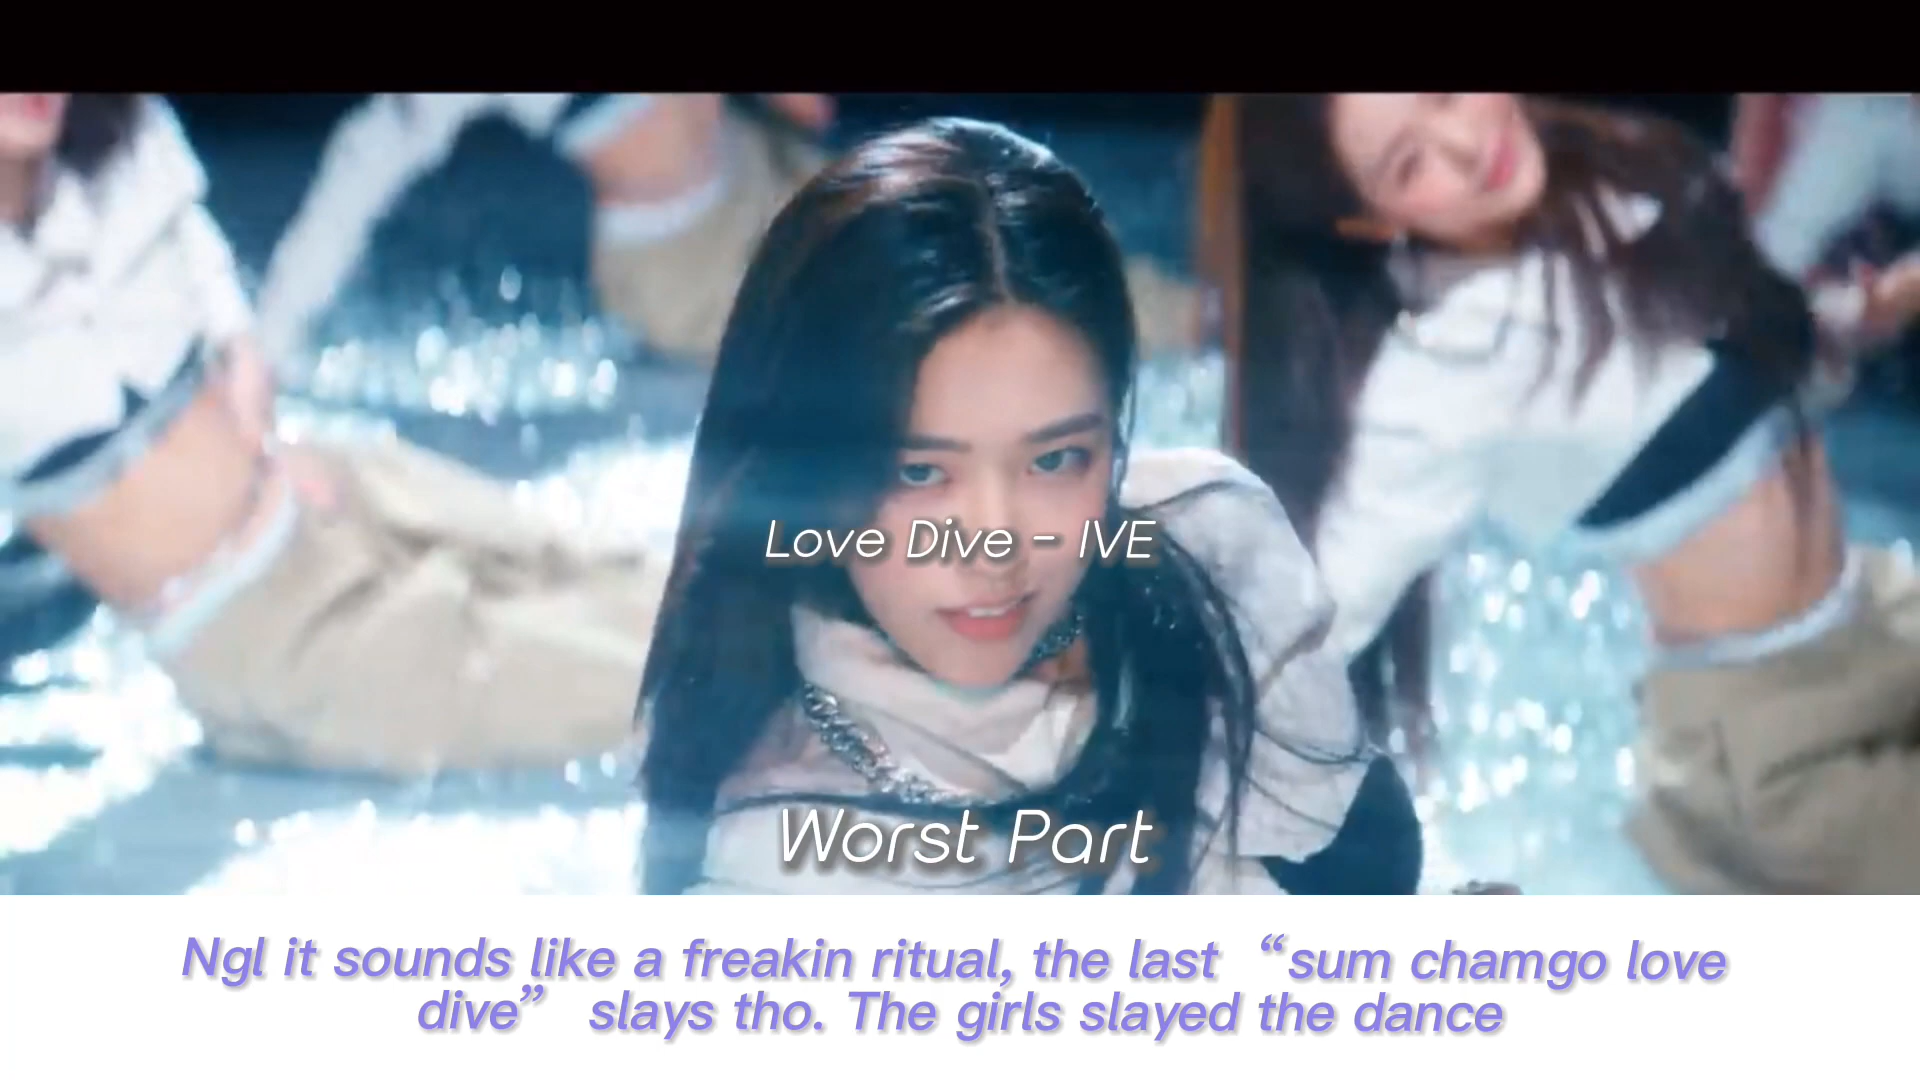 Love Dive - IVE
Worst Part
Ngl it sounds like a freakin ritual, the last “sum chamgo love
dive” slays tho. The girls slayed the dance